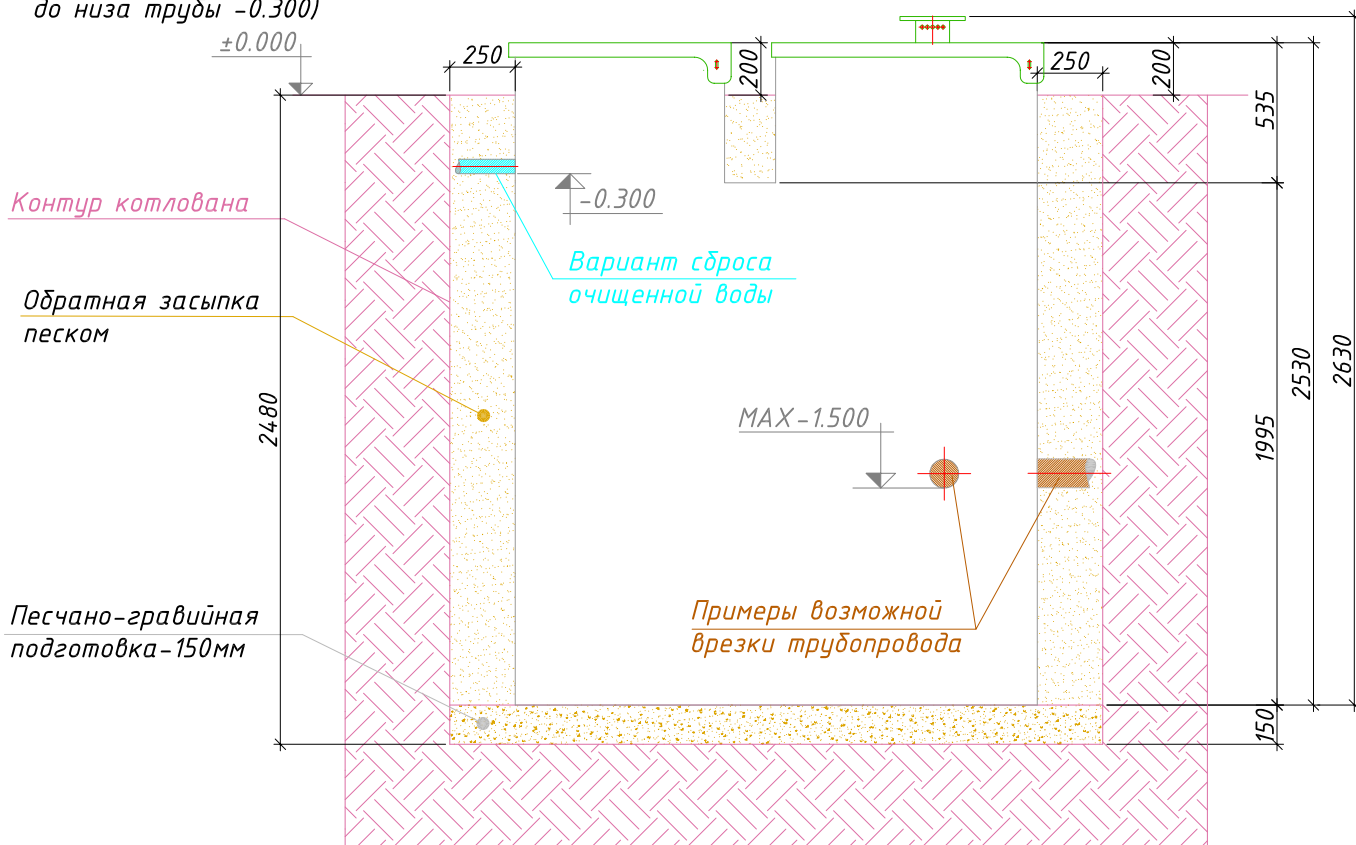 до низа трубы -0.300)
±0.000
250
200
250
200
535
Контур котлована
-0.300
Вариант сброса
очищенной воды
Обратная засыпка
песком
2480
MAX-1.500
1995
2530
2630
Песчано-гравийная
подготовка-150мм
Примеры возможной
врезки трубопровода
150